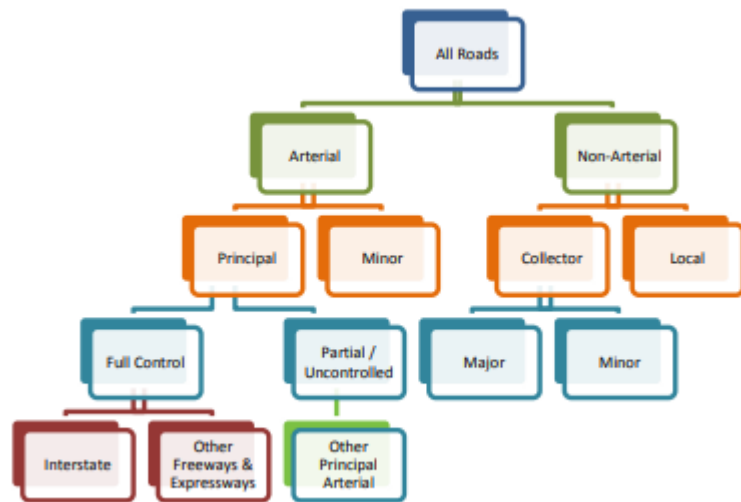 All Roads
Arterial
Non-Arterial
Principal
Minor
Collector
Local
Full Control
Partial /
Uncontrolled
Major
Minor
Interstate
Other
Freeways &
Expressways
Other
Principal
Arterial